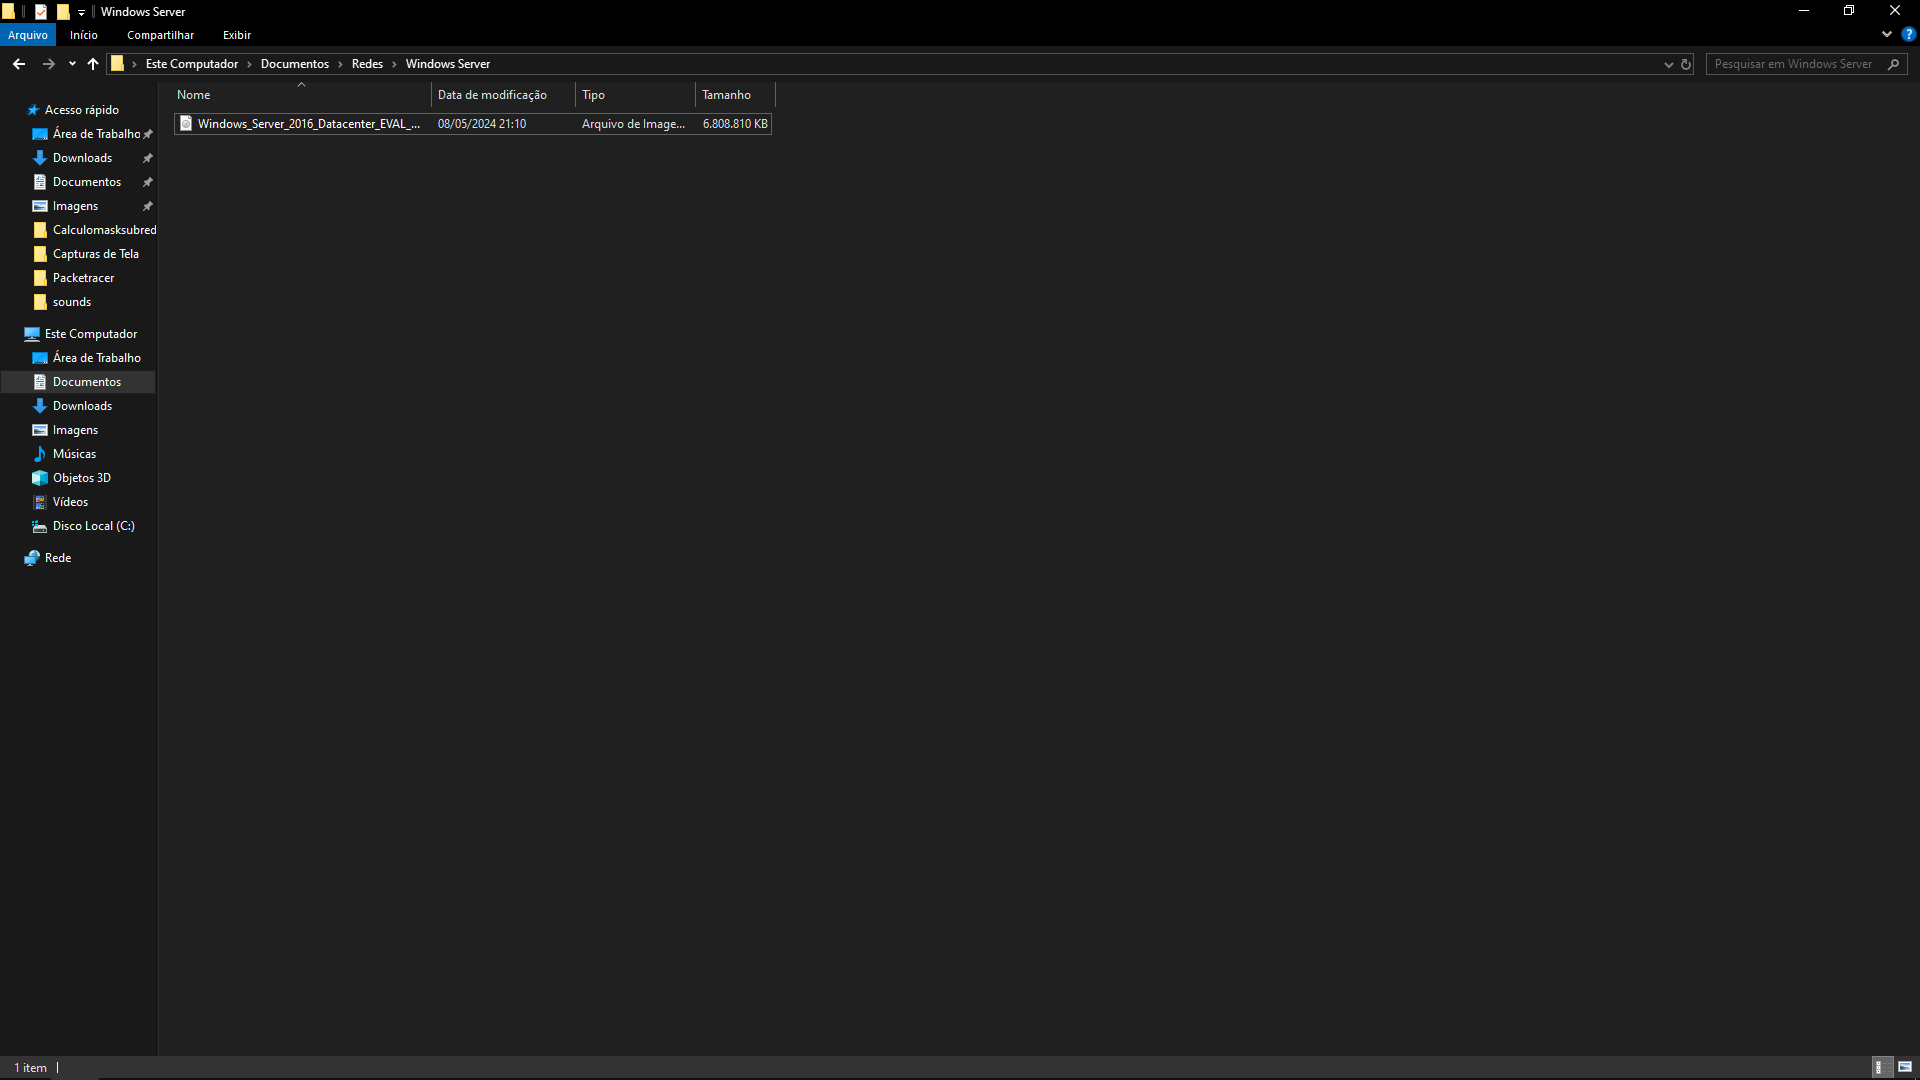 Windows Server
Arquivo Início Compartilhar Exibir
Este Computador Documentos Redes Windows Server Pesquisar em Windows Server
Nome Data de modificação Tipo Tamanho
Windows_Server_2016_Datacenter_EVAL_... 08/05/2024 21:10 Arquivo de Image... 6.808.810 KB
Acesso rápido
Área de Trabalho
Downloads
Documentos
Imagens
Calculomasksubred
Capturas de Tela
Packetracer
sounds
Este Computador
Área de Trabalho
Documentos
Downloads
Imagens
Músicas
Objetos 3D
Vídeos
Disco Local (C:)
Rede
1 item